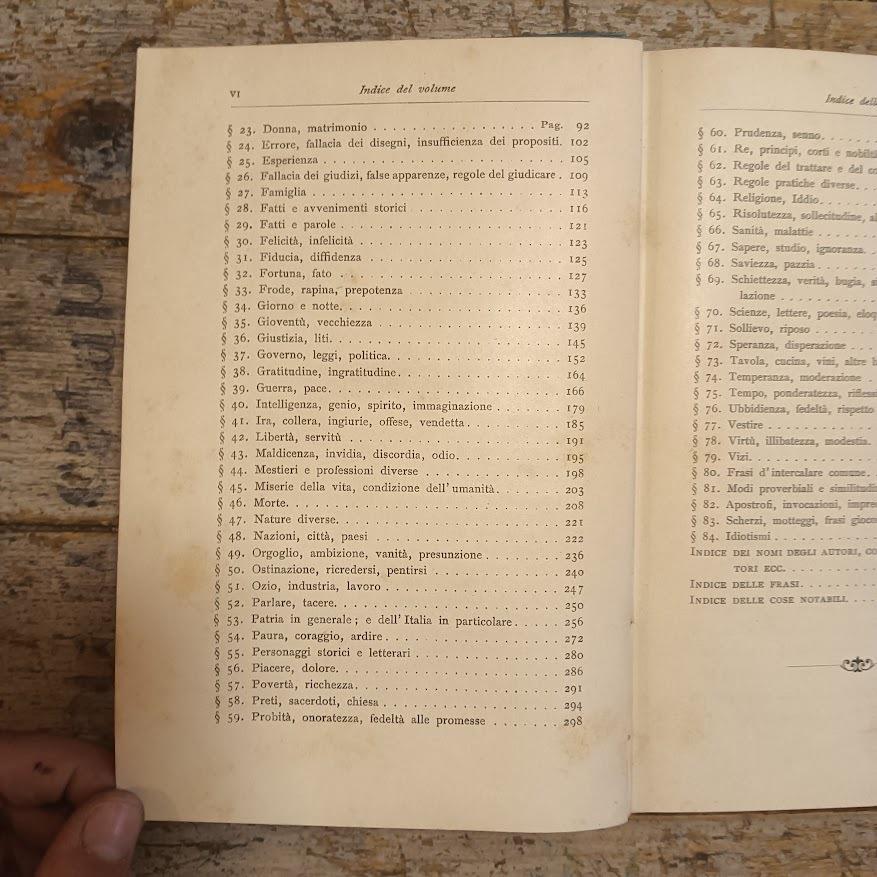 VI
Indice del volume
§ 23. Donna, matrimonio . . . . . . . . . . . . . . . . . Pag. 92
§ 24. Errore, fallacia dei disegni, insufficienza dei propositi. 102
§ 25. Esperienza . . . . . . . . . . . . . . . . . . . . . . 105
§ 26. Fallacia dei giudizi, false apparenze, regole del giudicare . 109
§ 27. Famiglia . . . . . . . . . . . . . . . . . . . . . . . 113
§ 28. Fatti e avvenimenti storici . . . . . . . . . . . . . . 116
§ 29. Fatti e parole . . . . . . . . . . . . . . . . . . . . 121
§ 30. Felicità, infelicità . . . . . . . . . . . . . . . . . . 123
§ 31. Fiducia, diffidenza . . . . . . . . . . . . . . . . . . 125
§ 32. Fortuna, fato . . . . . . . . . . . . . . . . . . . . 127
§ 33. Frode, rapina, prepotenza . . . . . . . . . . . . . . 133
§ 34. Giorno e notte. . . . . . . . . . . . . . . . . . . . 136
§ 35. Gioventù, vecchiezza . . . . . . . . . . . . . . . . 139
§ 36. Giustizia, liti. . . . . . . . . . . . . . . . . . . . . 145
§ 37. Governo, leggi, politica. . . . . . . . . . . . . . . . 152
§ 38. Gratitudine, ingratitudine. . . . . . . . . . . . . . . 164
§ 39. Guerra, pace. . . . . . . . . . . . . . . . . . . . . 166
§ 40. Intelligenza, genio, spirito, immaginazione . . . . . . 179
§ 41. Ira, collera, ingiurie, offese, vendetta. . . . . . . . . 185
§ 42. Libertà, servitù . . . . . . . . . . . . . . . . . . . 191
§ 43. Maldicenza, invidia, discordia, odio. . . . . . . . . . 195
§ 44. Mestieri e professioni diverse . . . . . . . . . . . . 198
§ 45. Miserie della vita, condizione dell'umanità. . . . . . 203
§ 46. Morte. . . . . . . . . . . . . . . . . . . . . . . . 208
§ 47. Nature diverse. . . . . . . . . . . . . . . . . . . . 221
§ 48. Nazioni, città, paesi . . . . . . . . . . . . . . . . . 222
§ 49. Orgoglio, ambizione, vanità, presunzione . . . . . . . 236
§ 50. Ostinazione, ricredersi, pentirsi . . . . . . . . . . . 240
§ 51. Ozio, industria, lavoro . . . . . . . . . . . . . . . 247
§ 52. Parlare, tacere. . . . . . . . . . . . . . . . . . . . 250
§ 53. Patria in generale; e dell'Italia in particolare. . . . . 256
§ 54. Paura, coraggio, ardire. . . . . . . . . . . . . . . . 272
§ 55. Personaggi storici e letterari . . . . . . . . . . . . . 280
§ 56. Piacere, dolore. . . . . . . . . . . . . . . . . . . . 286
§ 57. Povertà, ricchezza. . . . . . . . . . . . . . . . . . 291
§ 58. Preti, sacerdoti, chiesa . . . . . . . . . . . . . . . . 294
§ 59. Probità, onoratezza, fedeltà alle promesse . . . . . . . 298
Indice dell
§ 60. Prudenza, senno. . . . .
§ 61. Re, principi, corti e nobiltà
§ 62. Regole del trattare e del co
§ 63. Regole pratiche diverse. . .
§ 64. Religione, Iddio. . . . .
§ 65. Risolutezza, sollecitudine, al
§ 66. Sanità, malattie . . . . .
§ 67. Sapere, studio, ignoranza. .
§ 68. Saviezza, pazzia . . . . .
§ 69. Schiettezza, verità, bugia, si
lazione . . . . . . .
§ 70. Scienze, lettere, poesia, eloq
§ 71. Sollievo, riposo . . . . .
§ 72. Speranza, disperazione . . .
§ 73. Tavola, cucina, vini, altre b
§ 74. Temperanza, moderazione .
§ 75. Tempo, ponderatezza, riflessi
§ 76. Ubbidienza, fedeltà, rispetto
§ 77. Vestire . . . . . . . .
§ 78. Virtù, illibatezza, modestia.
§ 79. Vizi. . . . . . . . . .
§ 80. Frasi d'intercalare comune. .
§ 81. Modi proverbiali e similitudi
§ 82. Apostrofi, invocazioni, impre
§ 83. Scherzi, motteggi, frasi giocon
§ 84. Idiotismi . . . . . . . .
INDICE DEI NOMI DEGLI AUTORI, CO
TORI ECC. . . . . . . .
INDICE DELLE FRASI. . . . . .
INDICE DELLE COSE NOTABILI. . .